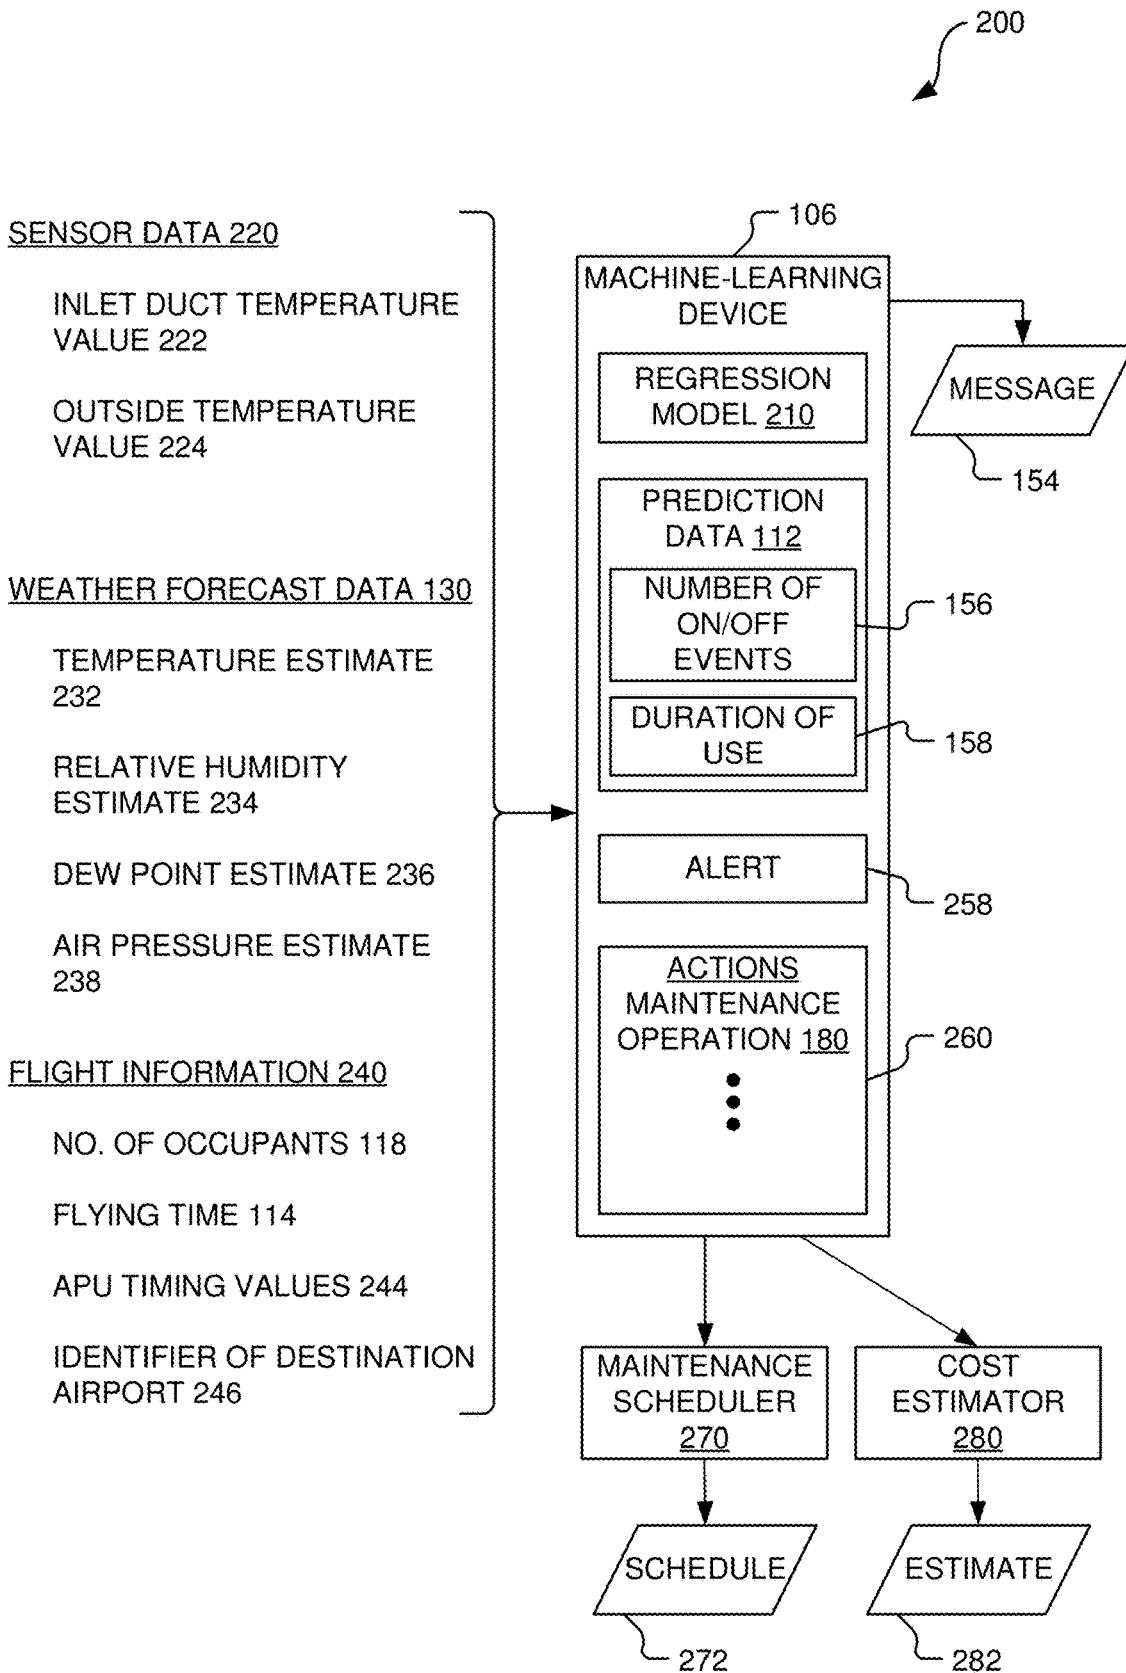 200
SENSOR DATA 220
INLET DUCT TEMPERATURE
VALUE 222
OUTSIDE TEMPERATURE
VALUE 224
WEATHER FORECAST DATA 130
TEMPERATURE ESTIMATE
232
RELATIVE HUMIDITY
ESTIMATE 234
DEW POINT ESTIMATE 236
AIR PRESSURE ESTIMATE
238
FLIGHT INFORMATION 240
NO. OF OCCUPANTS 118
FLYING TIME 114
APU TIMING VALUES 244
IDENTIFIER OF DESTINATION
AIRPORT 246
106
MACHINE-LEARNING
DEVICE
REGRESSION
MODEL 210
PREDICTION
DATA 112
NUMBER OF
ON/OFF
EVENTS
156
DURATION OF
USE
158
ALERT
258
ACTIONS
MAINTENANCE
OPERATION 180
260
MESSAGE
154
MAINTENANCE
SCHEDULER
270
COST
ESTIMATOR
280
SCHEDULE
272
ESTIMATE
282